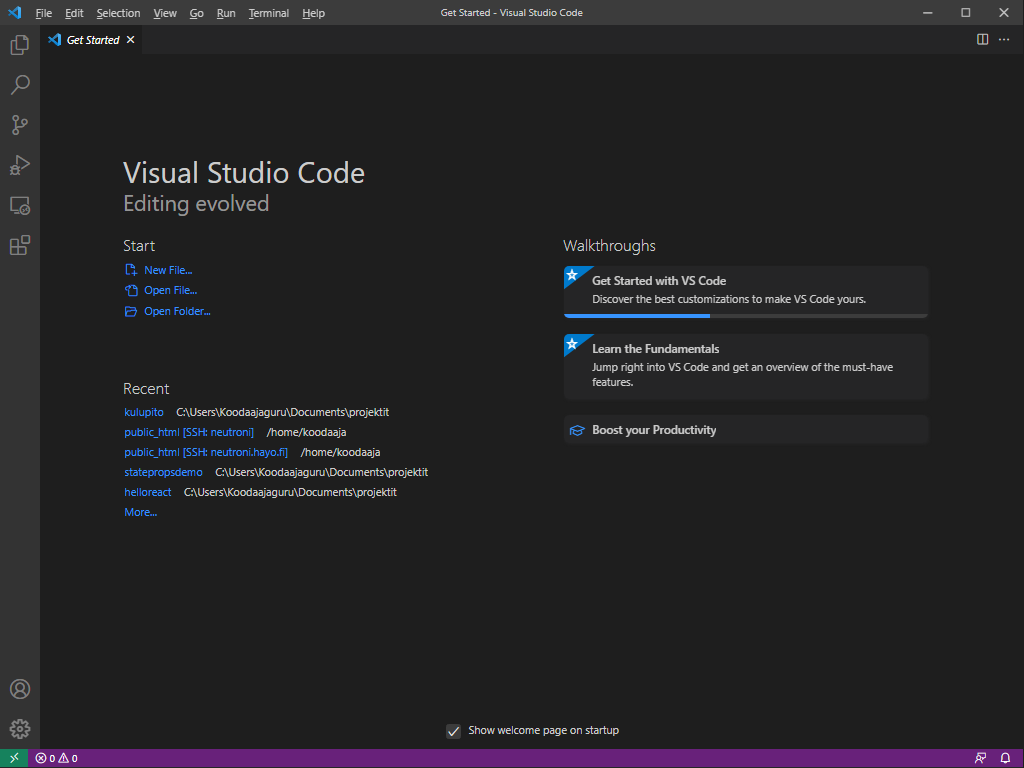 File Edit Selection View Go Run Terminal Help
Get Started - Visual Studio Code
Get Started
Visual Studio Code
Editing evolved
Start
New File...
Open File...
Open Folder...
Recent
kulupito C:\Users\Koodaajaguru\Documents\projektit
public_html [SSH: neutroni] /home/koodaaja
public_html [SSH: neutroni.hayo.fi] /home/koodaaja
statepropsdemo C:\Users\Koodaajaguru\Documents\projektit
helloreact C:\Users\Koodaajaguru\Documents\projektit
More...
Walkthroughs
Get Started with VS Code
Discover the best customizations to make VS Code yours.
Learn the Fundamentals
Jump right into VS Code and get an overview of the must-have
features.
Boost your Productivity
Show welcome page on startup
0 0